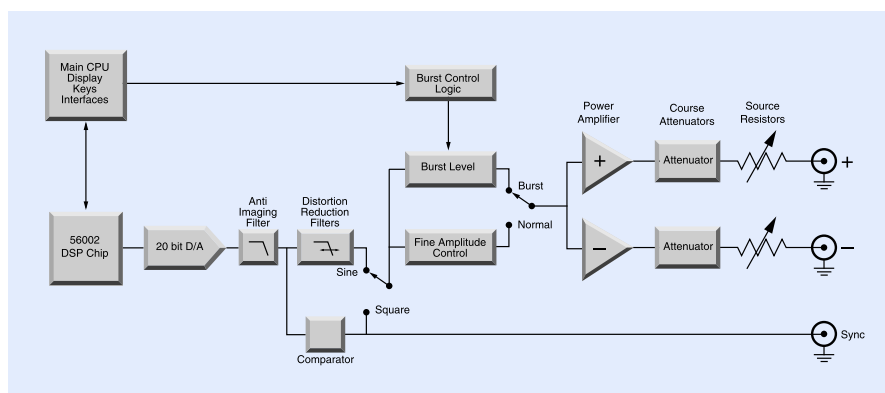 Main CPU
Display
Keys
Interfaces
Burst Control
Logic
Power
Amplifier
Course
Attenuators
Source
Resistors
+
Attenuator
+
Burst Level
Burst
Normal
56002
DSP Chip
20 bit D/A
Anti
Imaging
Filter
Distortion
Reduction
Filters
Sine
Fine Amplitude
Control
−
Attenuator
−
Square
Comparator
Sync